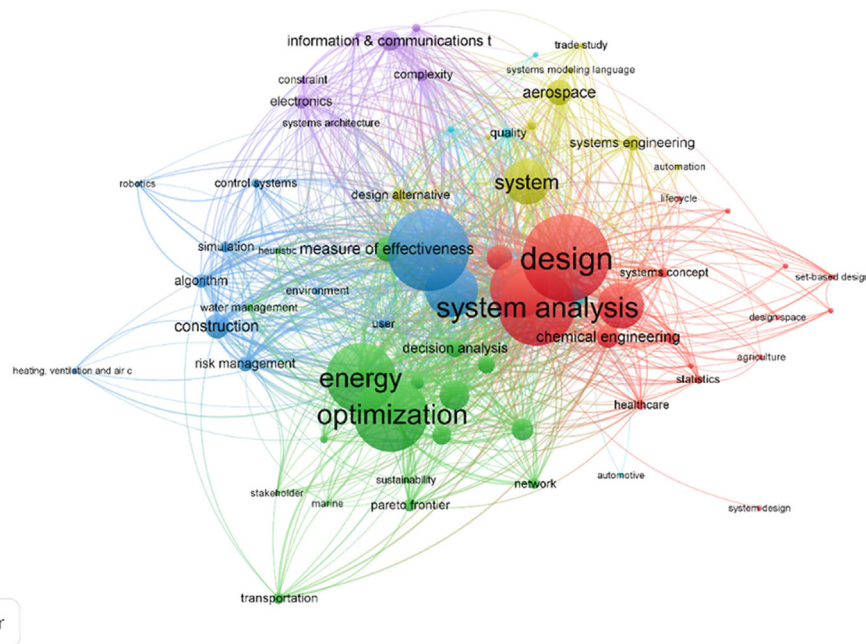 information & communications t
trade study
systems modeling language
complexity
constraint
aerospace
electronics
systems architecture
quality
systems engineering
automation
robotics
control systems
system
design alternative
lifecycle
simulation
heuristic
measure of effectiveness
design
systems concept
set-based design
algorithm
environment
water management
system analysis
design space
construction
user
chemical engineering
decision analysis
agriculture
risk management
heating, ventilation and air c
energy
statistics
optimization
healthcare
sustainability
automotive
network
stakeholder
marine
pareto frontier
system design
transportation
r